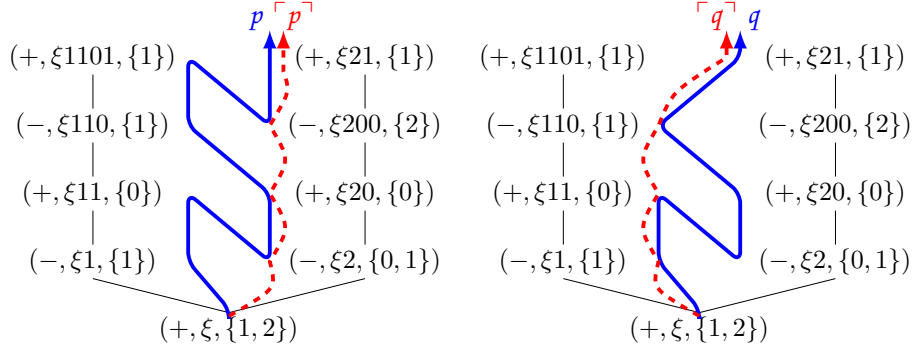 p ⌜p⌝ ⌜q⌝ q
(+, ξ1101, {1}) (+, ξ21, {1}) (+, ξ1101, {1}) (+, ξ21, {1})
(−, ξ110, {1}) (−, ξ200, {2}) (−, ξ110, {1}) (−, ξ200, {2})
(+, ξ11, {0}) (+, ξ20, {0}) (+, ξ11, {0}) (+, ξ20, {0})
(−, ξ1, {1}) (−, ξ2, {0, 1}) (−, ξ1, {1}) (−, ξ2, {0, 1})
(+, ξ, {1, 2}) (+, ξ, {1, 2})